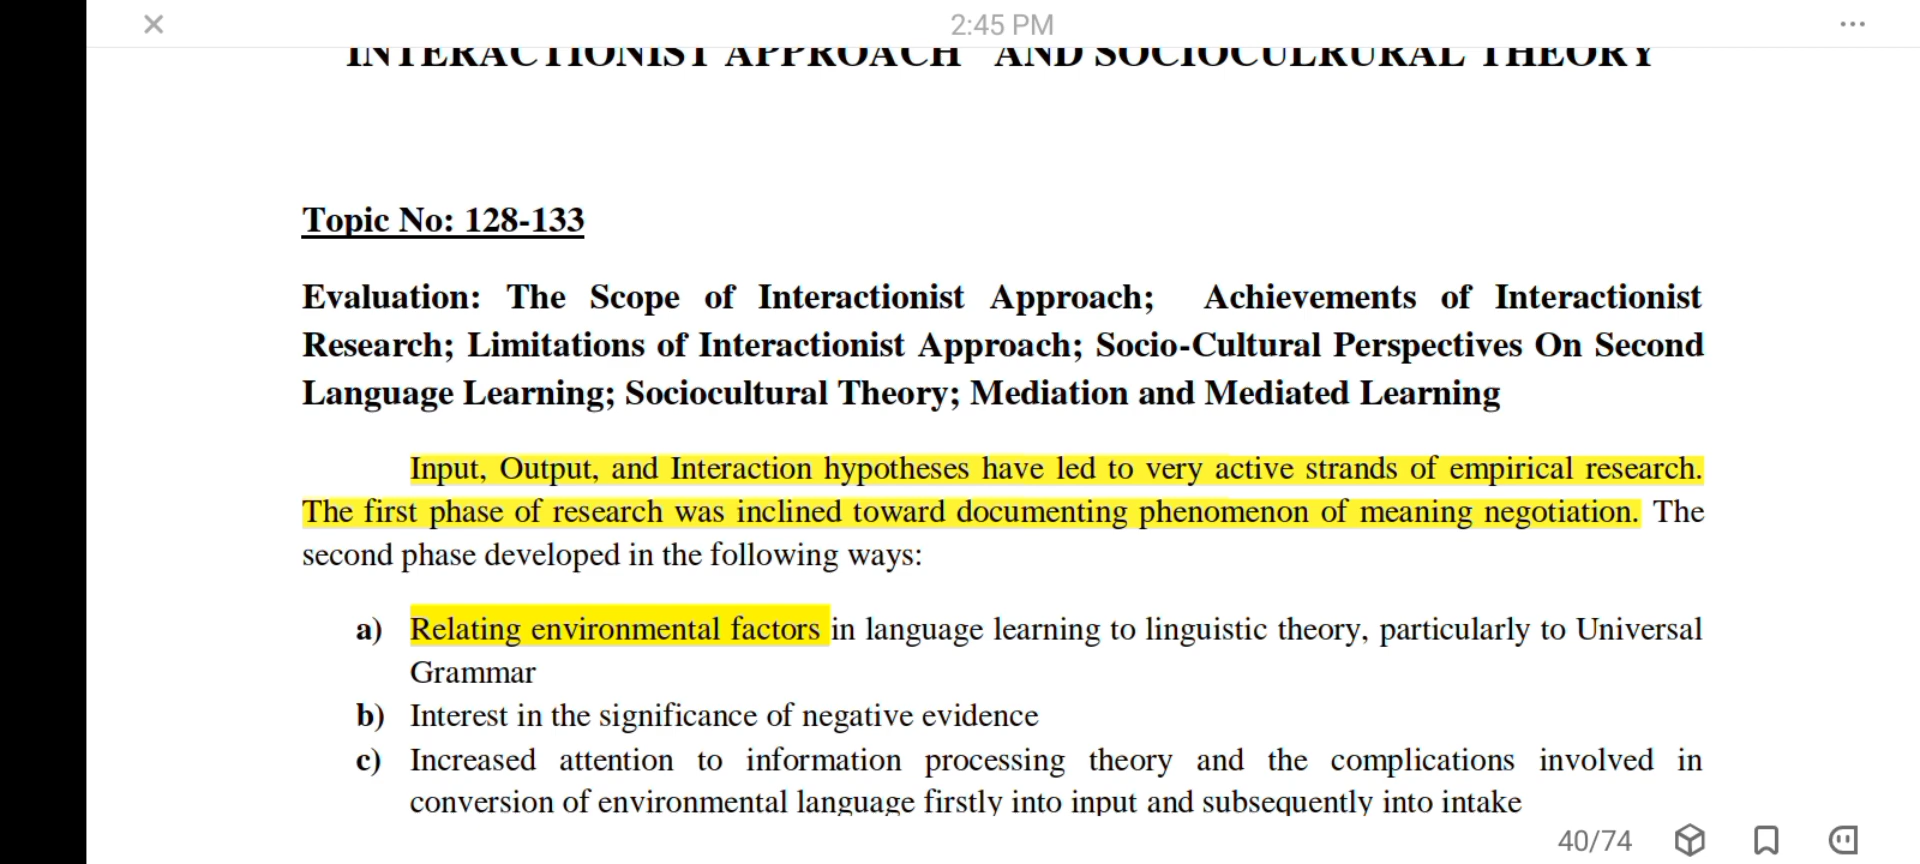 2:45 PM
INTERACTIONIST APPROACH AND SOCIOCULRURAL THEORY
Topic No: 128-133
Evaluation: The Scope of Interactionist Approach; Achievements of Interactionist
Research; Limitations of Interactionist Approach; Socio-Cultural Perspectives On Second
Language Learning; Sociocultural Theory; Mediation and Mediated Learning
Input, Output, and Interaction hypotheses have led to very active strands of empirical research.
The first phase of research was inclined toward documenting phenomenon of meaning negotiation. The
second phase developed in the following ways:
a) Relating environmental factors in language learning to linguistic theory, particularly to Universal
Grammar
b) Interest in the significance of negative evidence
c) Increased attention to information processing theory and the complications involved in
conversion of environmental language firstly into input and subsequently into intake
40/74